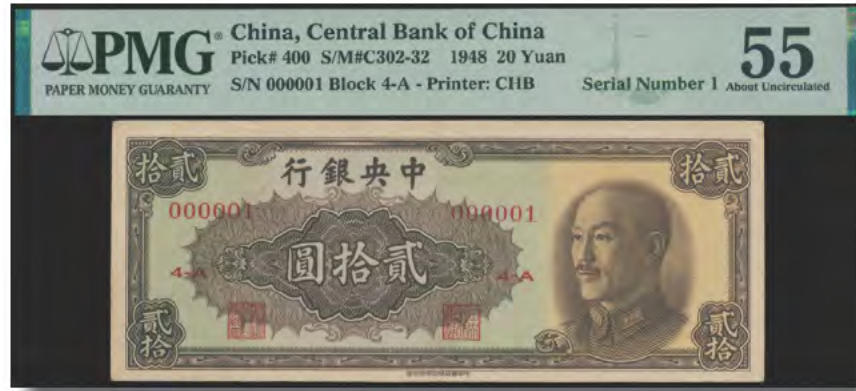 PMG®
PAPER MONEY GUARANTY
China, Central Bank of China
Pick# 400 S/M#C302-32 1948 20 Yuan
S/N 000001 Block 4-A - Printer: CHB
Serial Number 1
55
About Uncirculated
拾貳
行銀央中
拾貳
000001
000001
4-A
圓拾貳
4-A
貳拾
貳拾